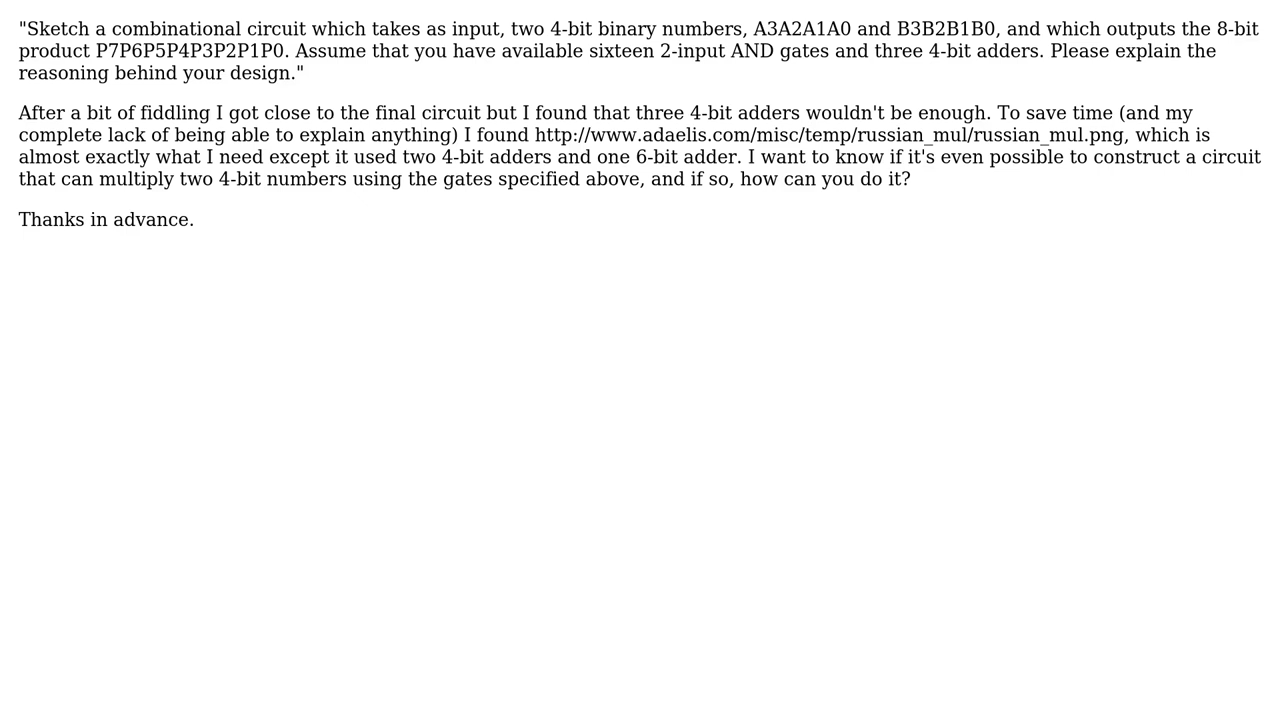 "Sketch a combinational circuit which takes as input, two 4-bit binary numbers, A3A2A1A0 and B3B2B1B0, and which outputs the 8-bit
product P7P6P5P4P3P2P1P0. Assume that you have available sixteen 2-input AND gates and three 4-bit adders. Please explain the
reasoning behind your design."
After a bit of fiddling I got close to the final circuit but I found that three 4-bit adders wouldn't be enough. To save time (and my
complete lack of being able to explain anything) I found http://www.adaelis.com/misc/temp/russian_mul/russian_mul.png, which is
almost exactly what I need except it used two 4-bit adders and one 6-bit adder. I want to know if it's even possible to construct a circuit
that can multiply two 4-bit numbers using the gates specified above, and if so, how can you do it?
Thanks in advance.